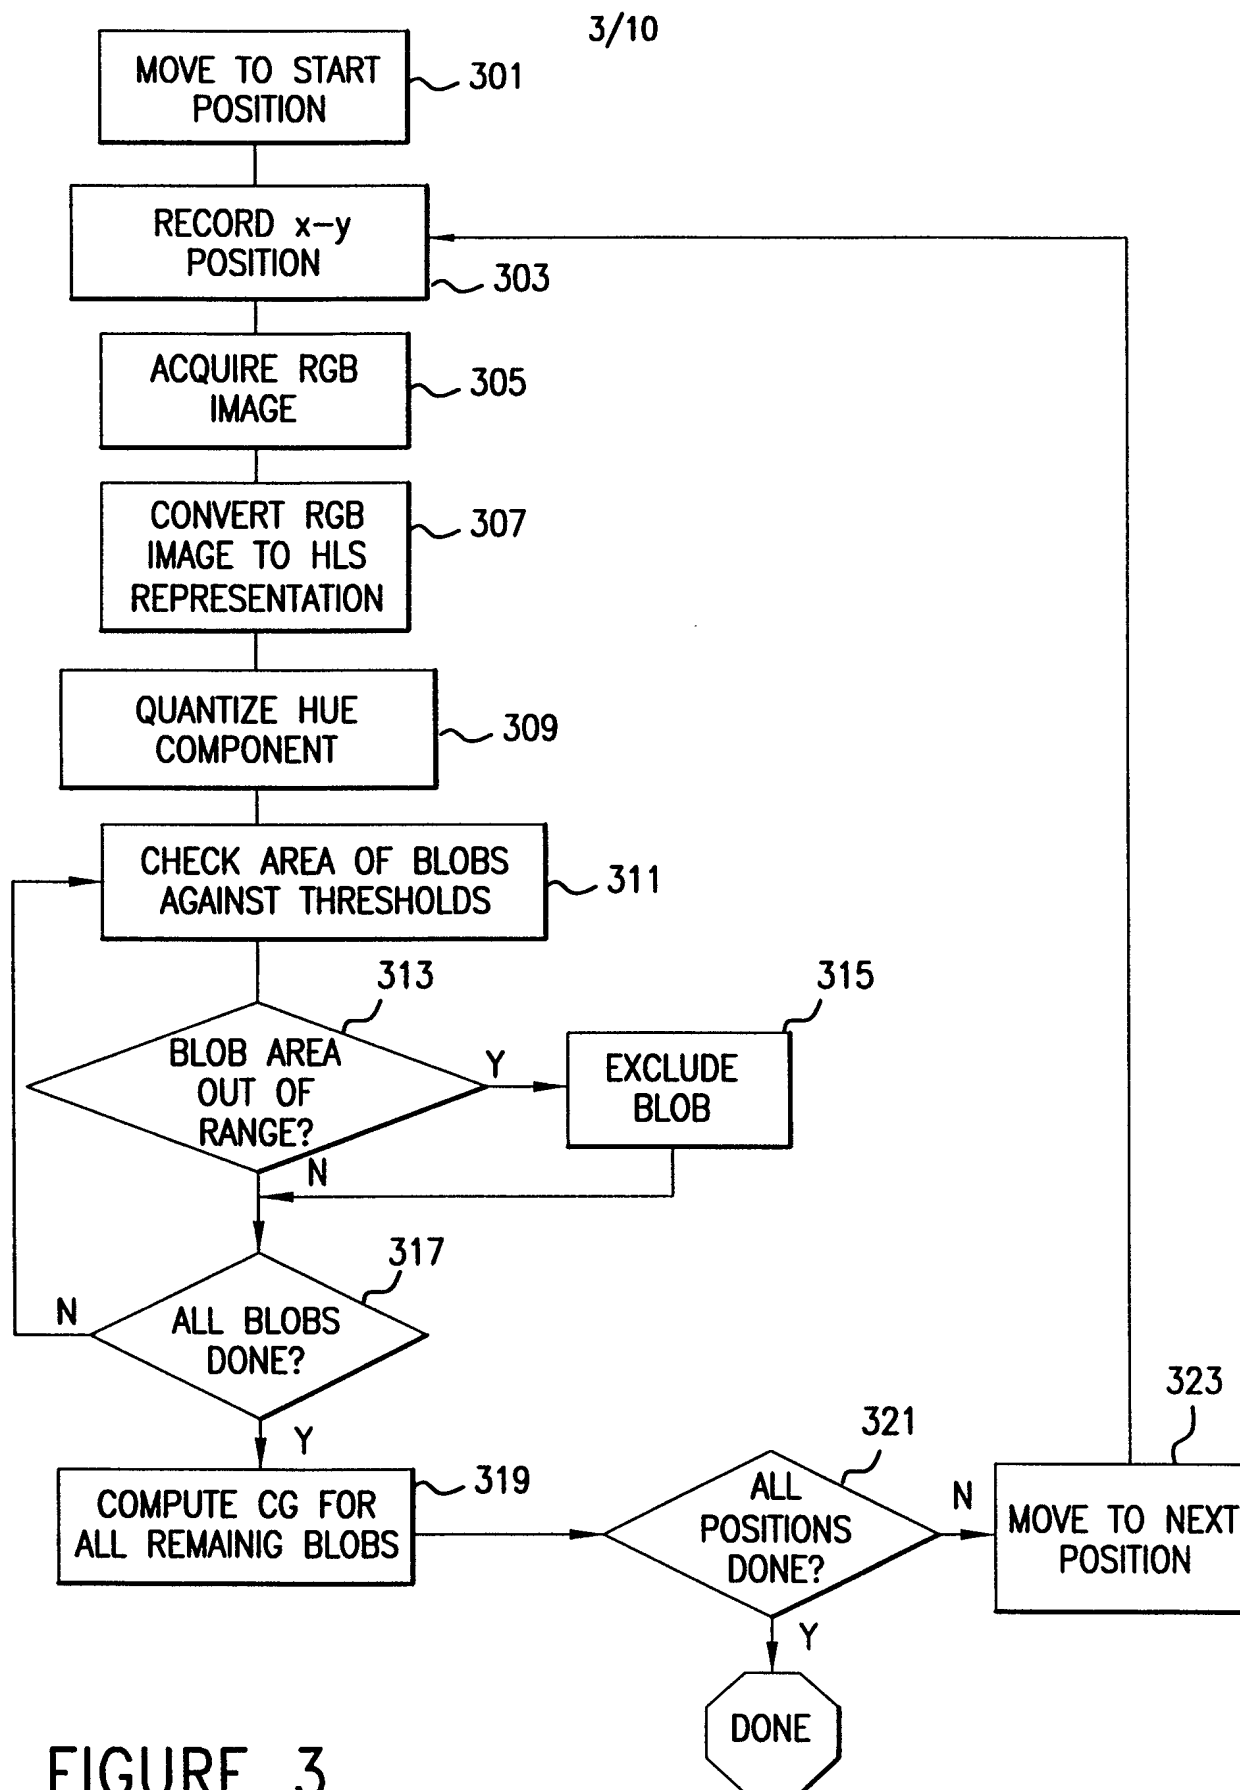 3/10
MOVE TO START
POSITION
301
RECORD x-y
POSITION
303
ACQUIRE RGB
IMAGE
305
CONVERT RGB
IMAGE TO HLS
REPRESENTATION
307
QUANTIZE HUE
COMPONENT
309
CHECK AREA OF BLOBS
AGAINST THRESHOLDS
311
313
BLOB AREA
OUT OF
RANGE?
Y
N
315
EXCLUDE
BLOB
317
ALL BLOBS
DONE?
N
Y
COMPUTE CG FOR
ALL REMAINIG BLOBS
319
321
ALL
POSITIONS
DONE?
N
Y
323
MOVE TO NEXT
POSITION
DONE
FIGURE 3